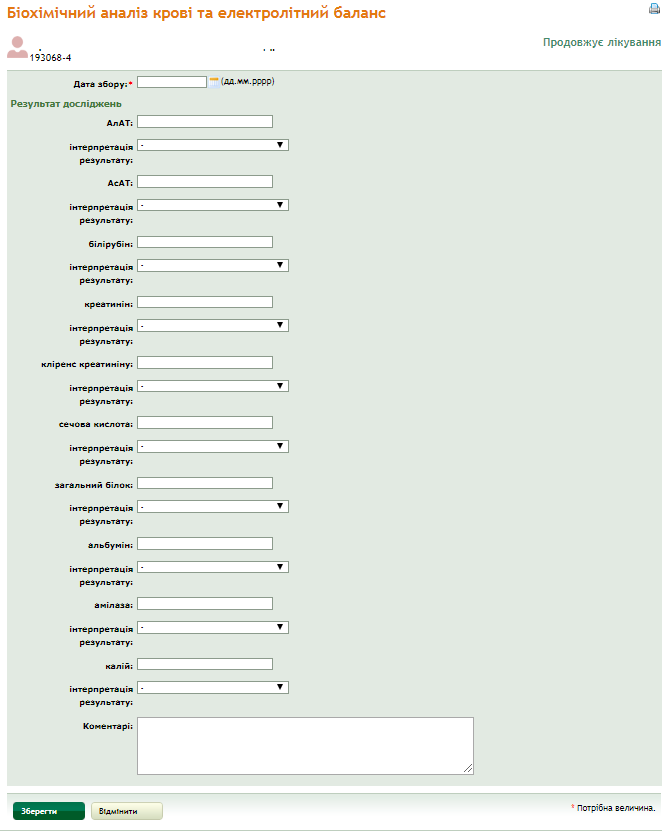 Біохімічний аналіз крові та електролітний баланс
Продовжує лікування
193068-4
Дата збору:* (дд.мм.рррр)
Результат досліджень
АлАТ:
інтерпретація -
результату:
АсАТ:
інтерпретація -
результату:
білірубін:
інтерпретація -
результату:
креатинін:
інтерпретація -
результату:
кліренс креатиніну:
інтерпретація -
результату:
сечова кислота:
інтерпретація -
результату:
загальний білок:
інтерпретація -
результату:
альбумін:
інтерпретація -
результату:
амілаза:
інтерпретація -
результату:
калій:
інтерпретація -
результату:
Коментарі:
Зберегти Відмінити
* Потрібна величина.